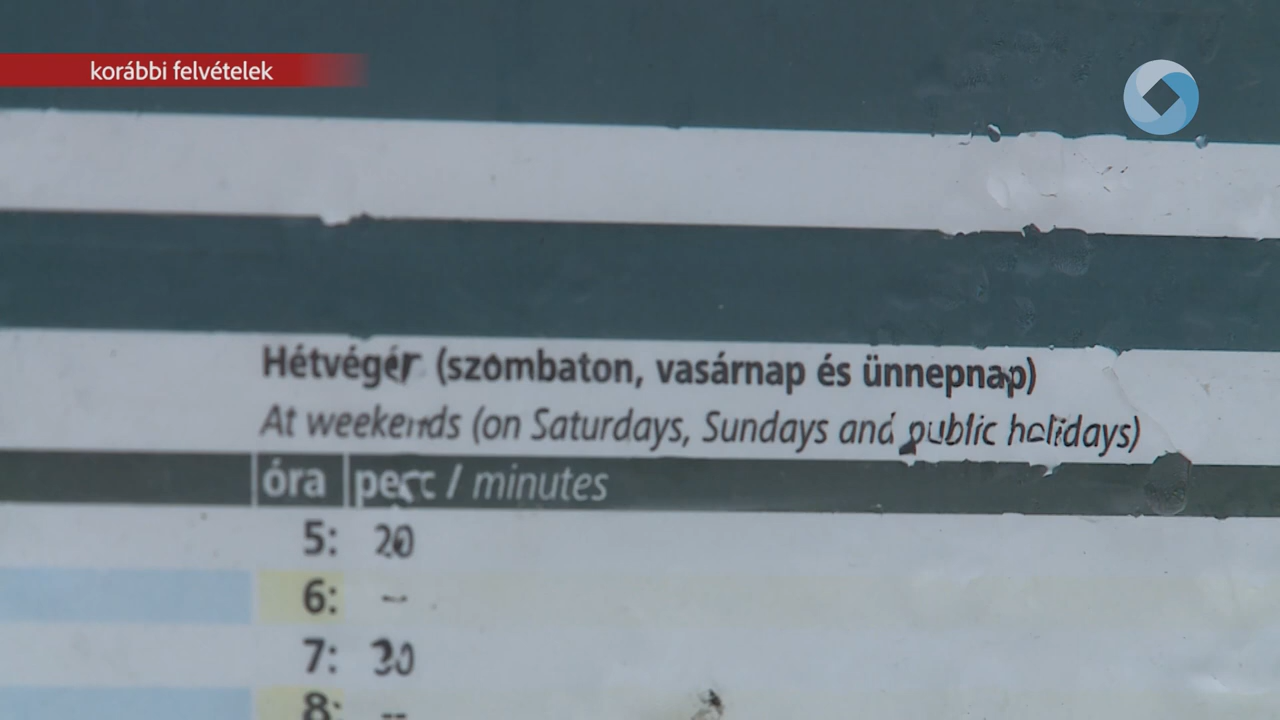 korábbi felvételek
Hétvégén (szombaton, vasárnap és ünnepnap)
At weekends (on Saturdays, Sundays and public holidays)
óra perc / minutes
5: 20
6: --
7: 30
8: --